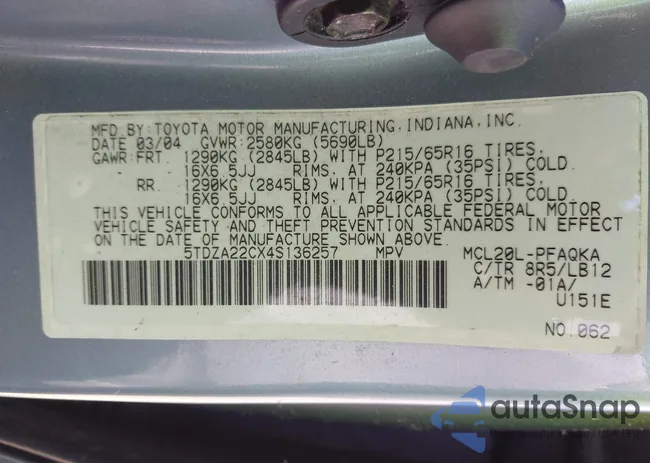 MFD.BY:TOYOTA MOTOR MANUFACTURING,INDIANA,INC.
DATE 03/04 GVWR:2580KG (5690LB)
GAWR:FRT. 1290KG (2845LB) WITH P215/65R16 TIRES,
16X6.5JJ RIMS, AT 240KPA (35PSI) COLD.
RR. 1290KG (2845LB) WITH P215/65R16 TIRES,
16X6.5JJ RIMS, AT 240KPA (35PSI) COLD.
THIS VEHICLE CONFORMS TO ALL APPLICABLE FEDERAL MOTOR
VEHICLE SAFETY AND THEFT PREVENTION STANDARDS IN EFFECT
ON THE DATE OF MANUFACTURE SHOWN ABOVE.
5TDZA22CX4S136257 MPV MCL20L-PFAQKA
C/TR 8R5/LB12
A/TM -01A/
U151E
NO.062
autaSnap